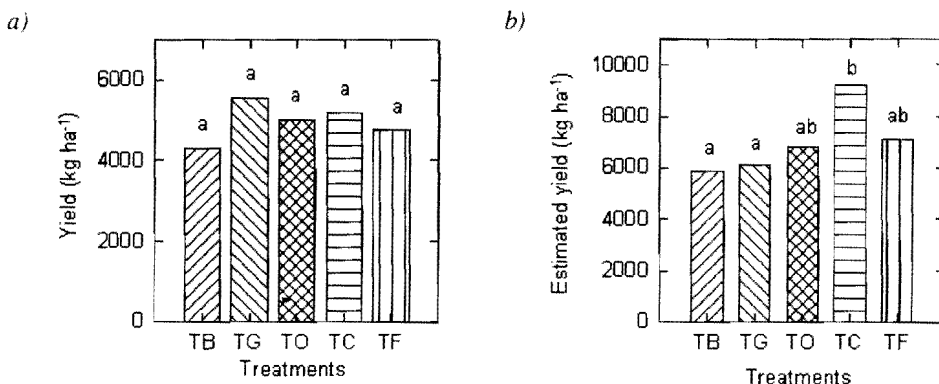 a)
Yield (kg ha⁻¹)
6000
4000
2000
0
a
a
a
a
a
TB TG TO TC TF
Treatments
b)
Estimated yield (kg ha⁻¹)
10000
8000
6000
4000
2000
0
a
a
ab
b
ab
TB TG TO TC TF
Treatments